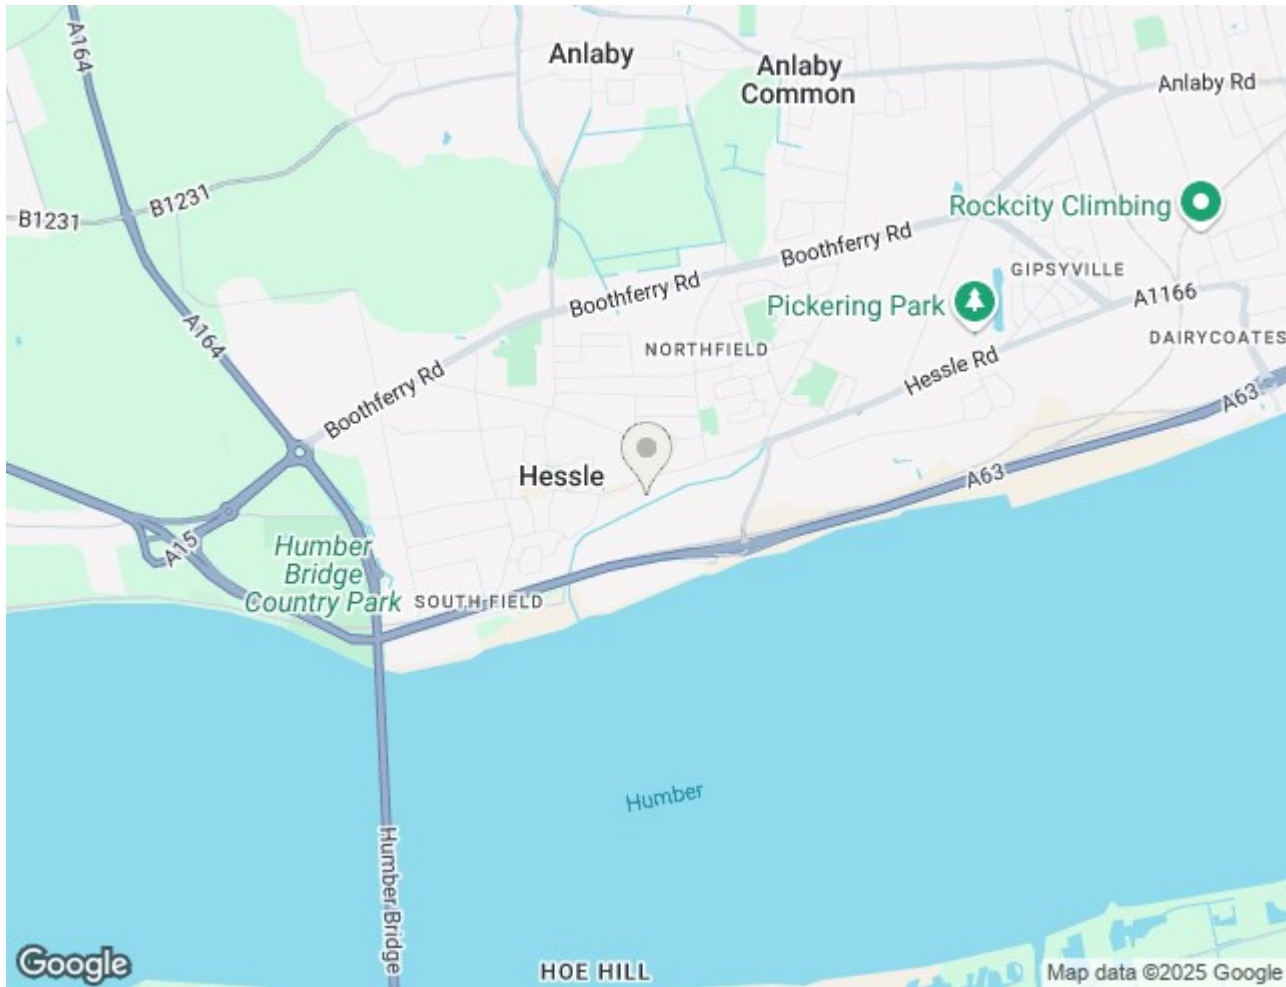 A164
Anlaby
Anlaby
Common
Anlaby Rd
B1231
B1231
Rockcity Climbing
Boothferry Rd
GIPSYVILLE
Boothferry Rd
Pickering Park
A1166
A164
NORTHFIELD
DAIRYCOATES
Hessle Rd
Boothferry Rd
A63
Hessle
A63
A15
Humber
Bridge
Country Park
SOUTH FIELD
Humber
Humber Bridge
HOE HILL
Google
Map data ©2025 Google